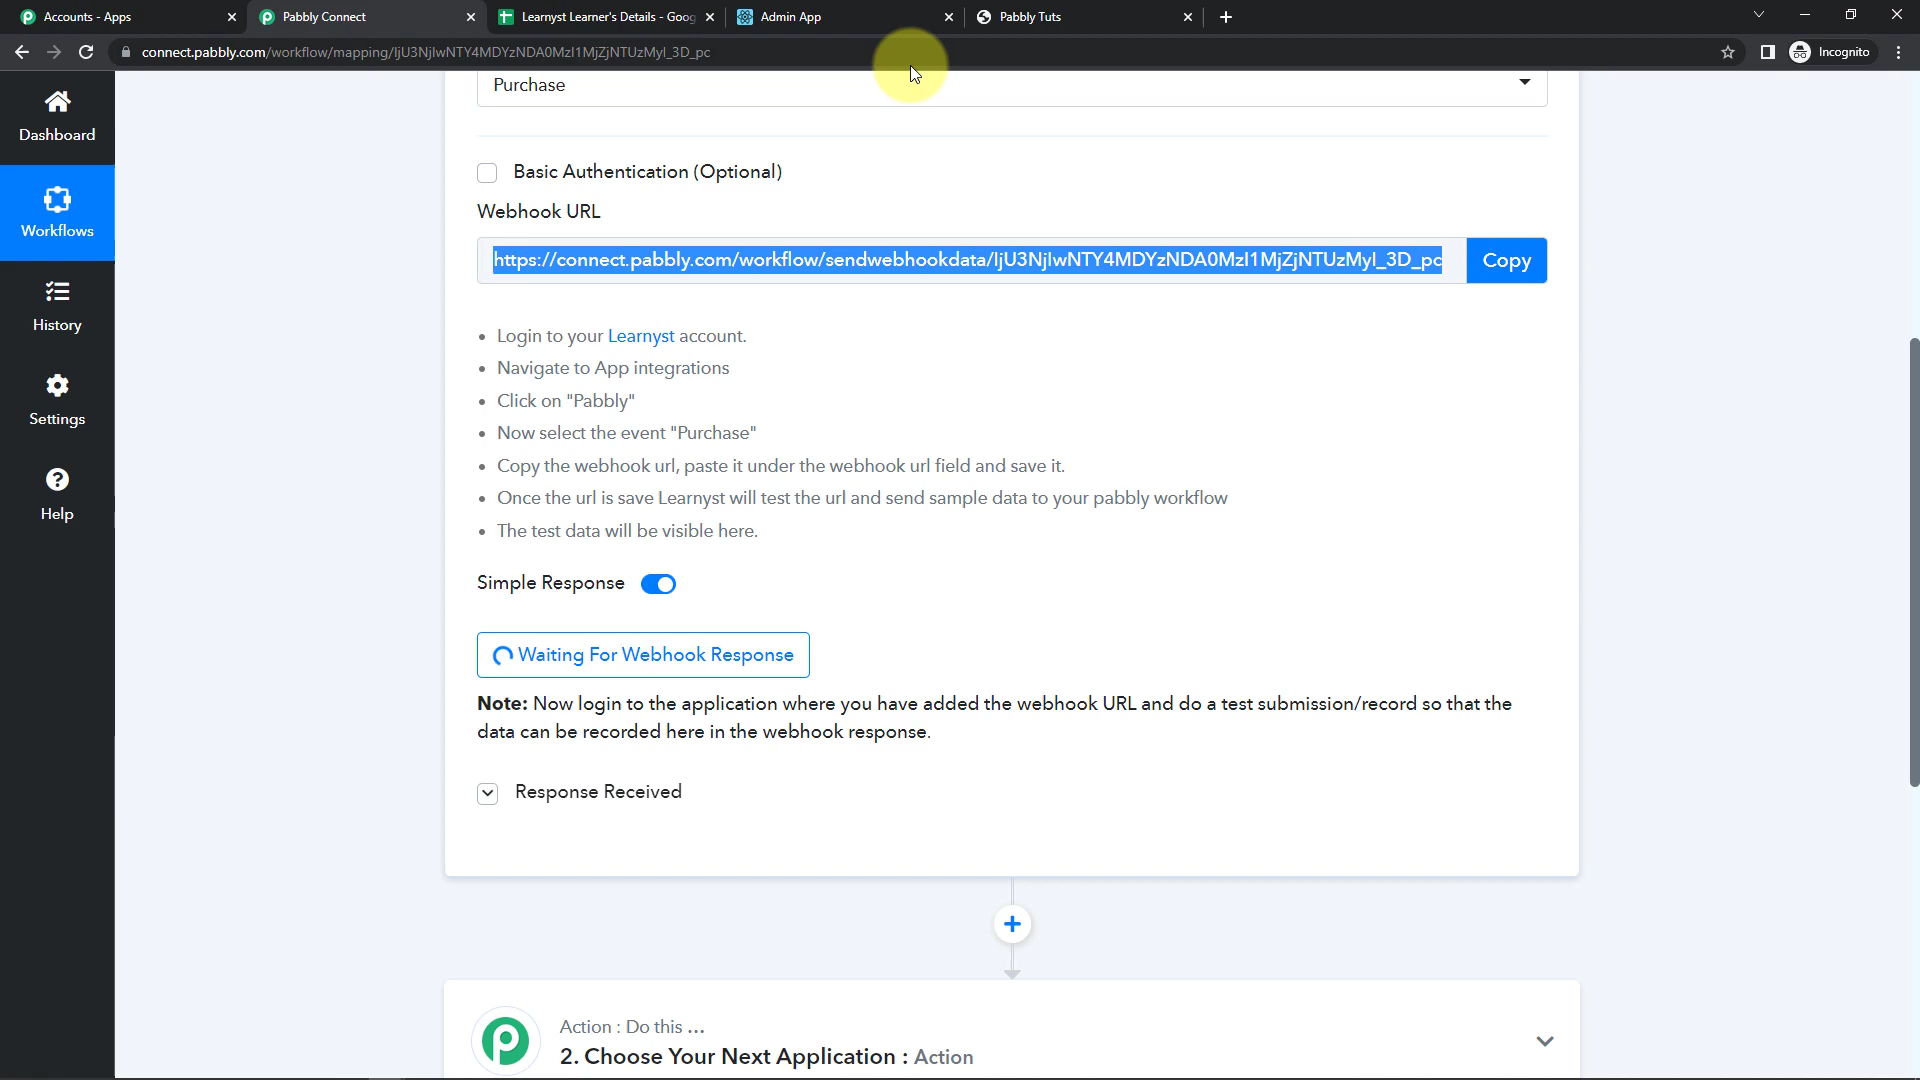 Accounts - Apps
Pabbly Connect
Learnyst Learner's Details - Goog
Admin App
Pabbly Tuts
connect.pabbly.com/workflow/mapping/IjU3NjIwNTY4MDYzNDA0MzI1MjZjNTUzMyI_3D_pc
Incognito
Dashboard
Workflows
History
Settings
Help
Purchase
Basic Authentication (Optional)
Webhook URL
https://connect.pabbly.com/workflow/sendwebhookdata/IjU3NjIwNTY4MDYzNDA0MzI1MjZjNTUzMyI_3D_pc
Copy
Login to your Learnyst account.
Navigate to App integrations
Click on "Pabbly"
Now select the event "Purchase"
Copy the webhook url, paste it under the webhook url field and save it.
Once the url is save Learnyst will test the url and send sample data to your pabbly workflow
The test data will be visible here.
Simple Response
Waiting For Webhook Response
Note: Now login to the application where you have added the webhook URL and do a test submission/record so that the
data can be recorded here in the webhook response.
Response Received
Action : Do this ...
2. Choose Your Next Application : Action